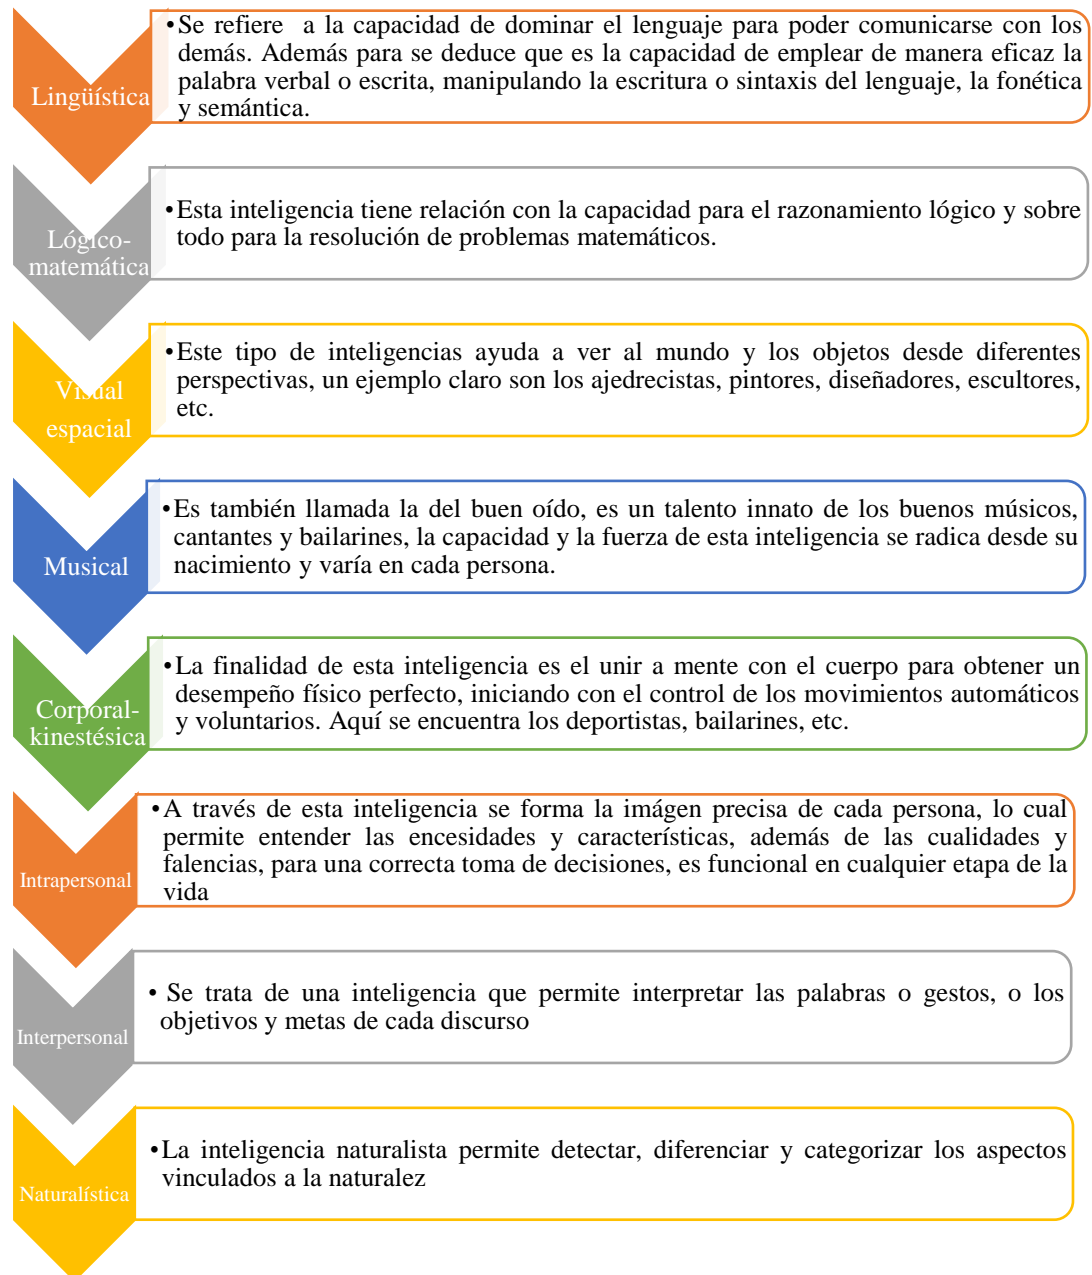 Lingüística
•Se refiere a la capacidad de dominar el lenguaje para poder comunicarse con los
demás. Además para se deduce que es la capacidad de emplear de manera eficaz la
palabra verbal o escrita, manipulando la escritura o sintaxis del lenguaje, la fonética
y semántica.
Lógico-
matemática
•Esta inteligencia tiene relación con la capacidad para el razonamiento lógico y sobre
todo para la resolución de problemas matemáticos.
Visual
espacial
•Este tipo de inteligencias ayuda a ver al mundo y los objetos desde diferentes
perspectivas, un ejemplo claro son los ajedrecistas, pintores, diseñadores, escultores,
etc.
Musical
•Es también llamada la del buen oído, es un talento innato de los buenos músicos,
cantantes y bailarines, la capacidad y la fuerza de esta inteligencia se radica desde su
nacimiento y varía en cada persona.
Corporal-
kinestésica
•La finalidad de esta inteligencia es el unir a mente con el cuerpo para obtener un
desempeño físico perfecto, iniciando con el control de los movimientos automáticos
y voluntarios. Aquí se encuentra los deportistas, bailarines, etc.
Intrapersonal
•A través de esta inteligencia se forma la imágen precisa de cada persona, lo cual
permite entender las encesidades y característícas, además de las cualidades y
falencias, para una correcta toma de decisiones, es funcional en cualquier etapa de la
vida
Interpersonal
• Se trata de una inteligencia que permite interpretar las palabras o gestos, o los
objetivos y metas de cada discurso
Naturalística
•La inteligencia naturalista permite detectar, diferenciar y categorizar los aspectos
vinculados a la naturalez